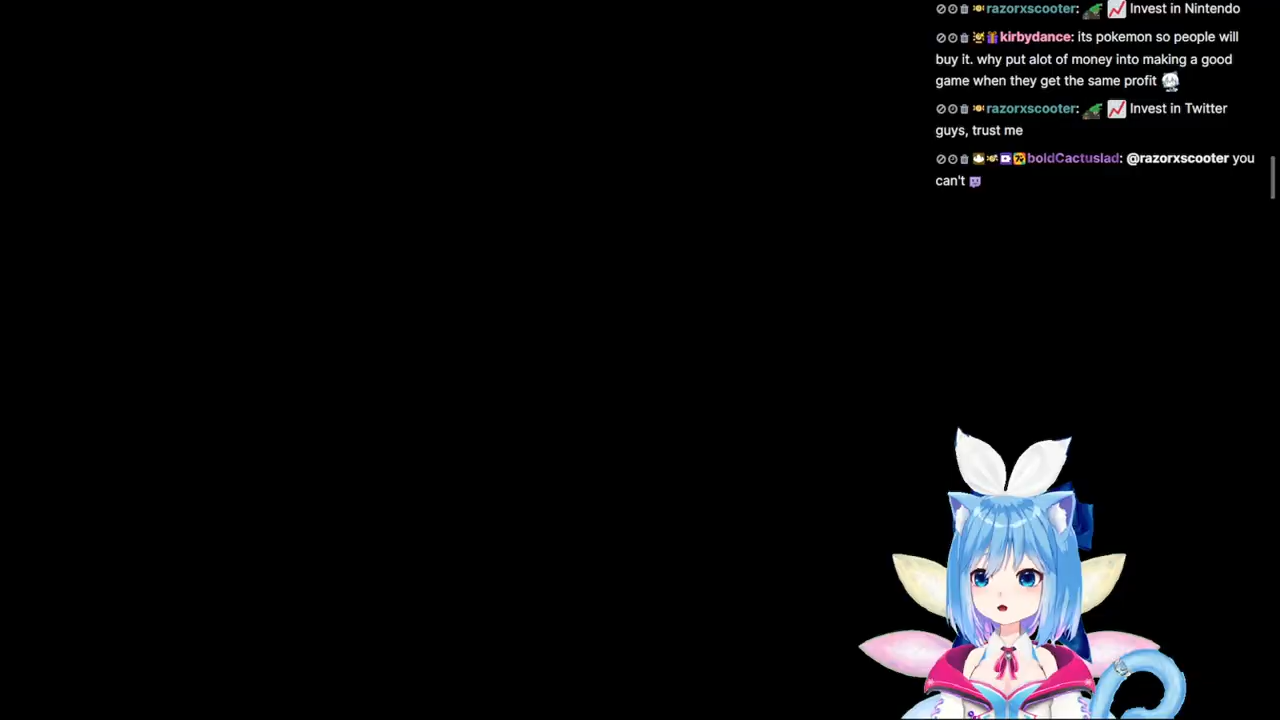 razorxscooter: Invest in Nintendo
kirbydance: its pokemon so people will
buy it. why put alot of money into making a good
game when they get the same profit
razorxscooter: Invest in Twitter
guys, trust me
boldCactuslad: @razorxscooter you
can't